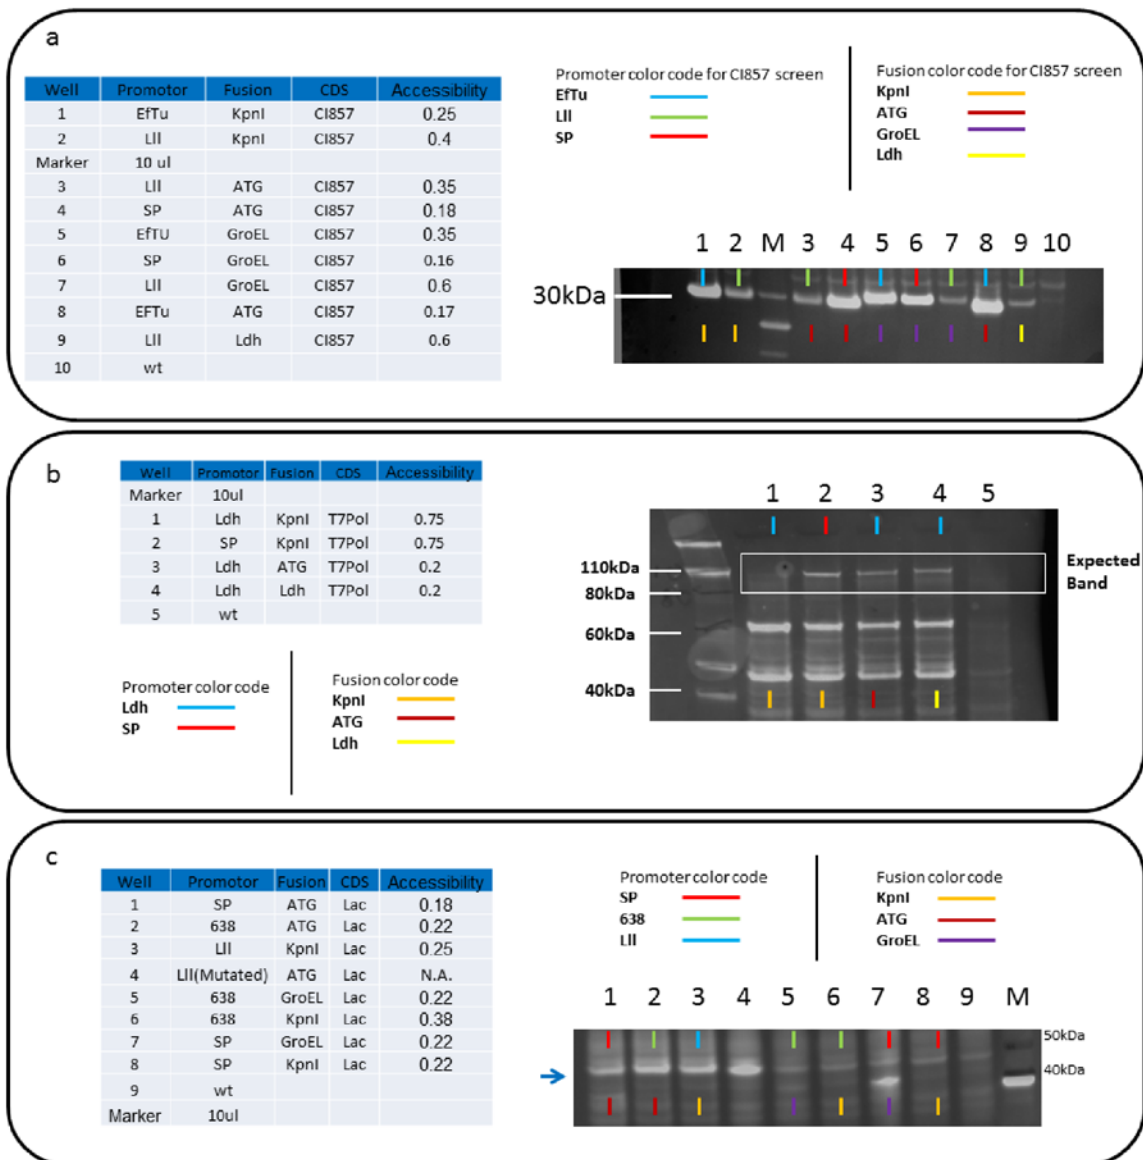 a
Well Promotor Fusion CDS Accessibility
1 EfTu KpnI CI857 0.25
2 Lll KpnI CI857 0.4
Marker 10 ul
3 Lll ATG CI857 0.35
4 SP ATG CI857 0.18
5 EfTU GroEL CI857 0.35
6 SP GroEL CI857 0.16
7 Lll GroEL CI857 0.6
8 EFTu ATG CI857 0.17
9 Lll Ldh CI857 0.6
10 wt
Promoter color code for CI857 screen
EfTu
Lll
SP
Fusion color code for CI857 screen
KpnI
ATG
GroEL
Ldh
1 2 M 3 4 5 6 7 8 9 10
30kDa
b
Well Promotor Fusion CDS Accessibility
Marker 10ul
1 Ldh KpnI T7Pol 0.75
2 SP KpnI T7Pol 0.75
3 Ldh ATG T7Pol 0.2
4 Ldh Ldh T7Pol 0.2
5 wt
Promoter color code
Ldh
SP
Fusion color code
KpnI
ATG
Ldh
1 2 3 4 5
110kDa
80kDa
60kDa
40kDa
Expected
Band
c
Well Promotor Fusion CDS Accessibility
1 SP ATG Lac 0.18
2 638 ATG Lac 0.22
3 Lll KpnI Lac 0.25
4 Lll(Mutated) ATG Lac N.A.
5 638 GroEL Lac 0.22
6 638 KpnI Lac 0.38
7 SP GroEL Lac 0.22
8 SP KpnI Lac 0.22
9 wt
Marker 10ul
Promoter color code
SP
638
Lll
Fusion color code
KpnI
ATG
GroEL
1 2 3 4 5 6 7 8 9 M
50kDa
40kDa